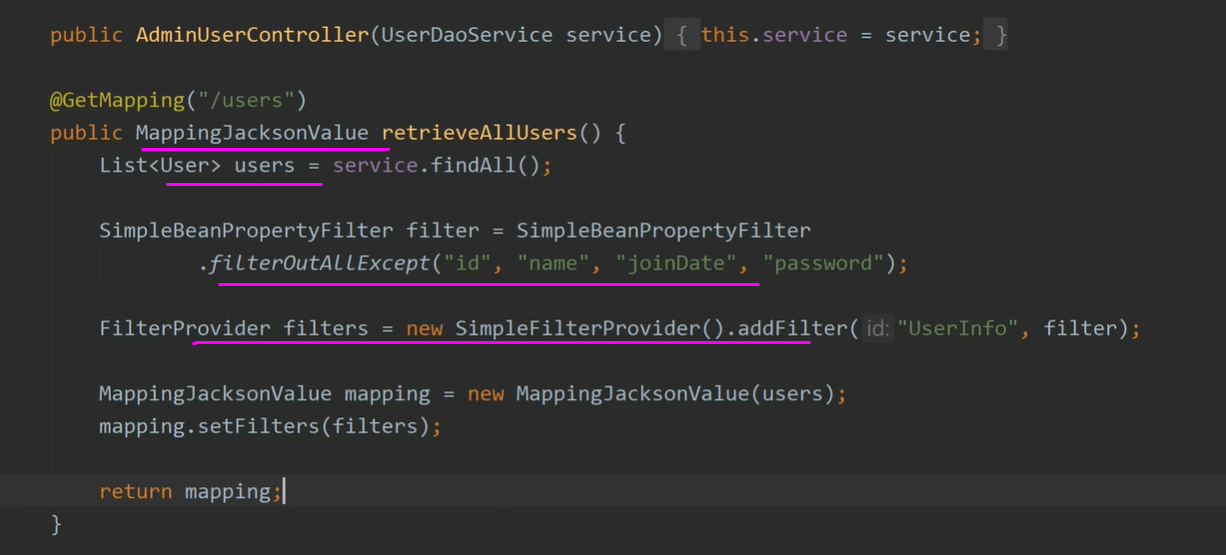 public AdminUserController(UserDaoService service) { this.service = service; }
@GetMapping("/users")
public MappingJacksonValue retrieveAllUsers() {
List<User> users = service.findAll();
SimpleBeanPropertyFilter filter = SimpleBeanPropertyFilter
.filterOutAllExcept("id", "name", "joinDate", "password");
FilterProvider filters = new SimpleFilterProvider().addFilter( id: "UserInfo", filter);
MappingJacksonValue mapping = new MappingJacksonValue(users);
mapping.setFilters(filters);
return mapping;
}